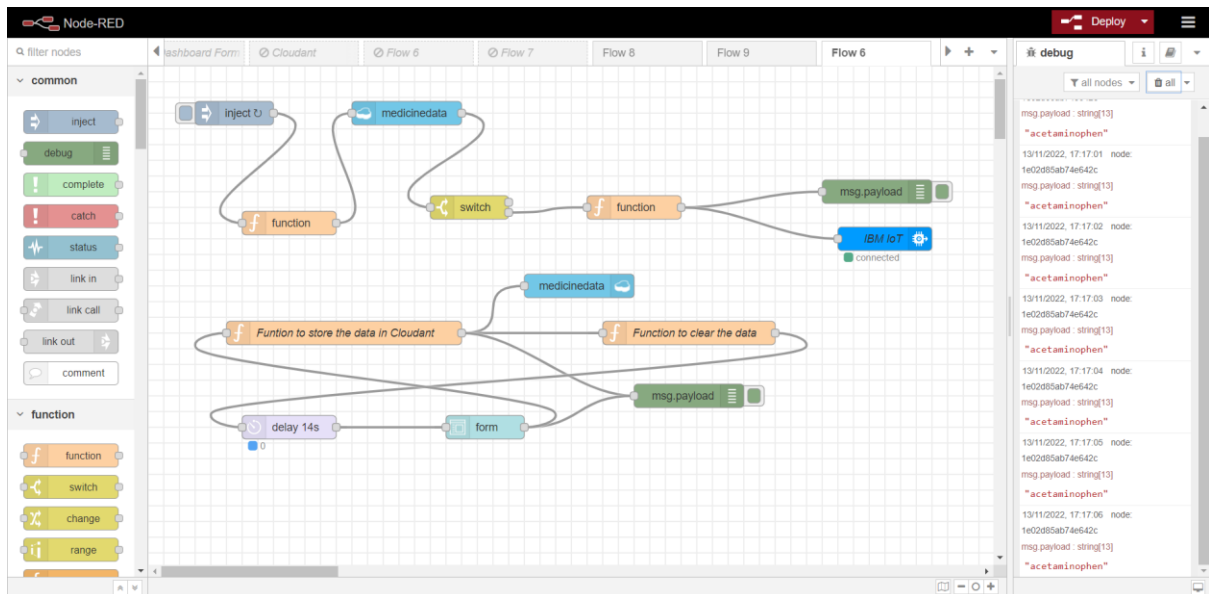 Node-RED
Deploy
filter nodes
Dashboard Form
Cloudant
Flow 6
Flow 7
Flow 8
Flow 9
Flow 6
debug
i
common
inject
debug
complete
catch
status
link in
link call
link out
comment
function
function
switch
change
range
inject ↻
medicinedata
function
switch
function
msg.payload
IBM IoT
connected
medicinedata
Funtion to store the data in Cloudant
Function to clear the data
msg.payload
delay 14s
0
form
all nodes
all
msg.payload : string[13]
"acetaminophen"
13/11/2022, 17:17:01 node:
1e02d85ab74e642c
msg.payload : string[13]
"acetaminophen"
13/11/2022, 17:17:02 node:
1e02d85ab74e642c
msg.payload : string[13]
"acetaminophen"
13/11/2022, 17:17:03 node:
1e02d85ab74e642c
msg.payload : string[13]
"acetaminophen"
13/11/2022, 17:17:04 node:
1e02d85ab74e642c
msg.payload : string[13]
"acetaminophen"
13/11/2022, 17:17:05 node:
1e02d85ab74e642c
msg.payload : string[13]
"acetaminophen"
13/11/2022, 17:17:06 node:
1e02d85ab74e642c
msg.payload : string[13]
"acetaminophen"